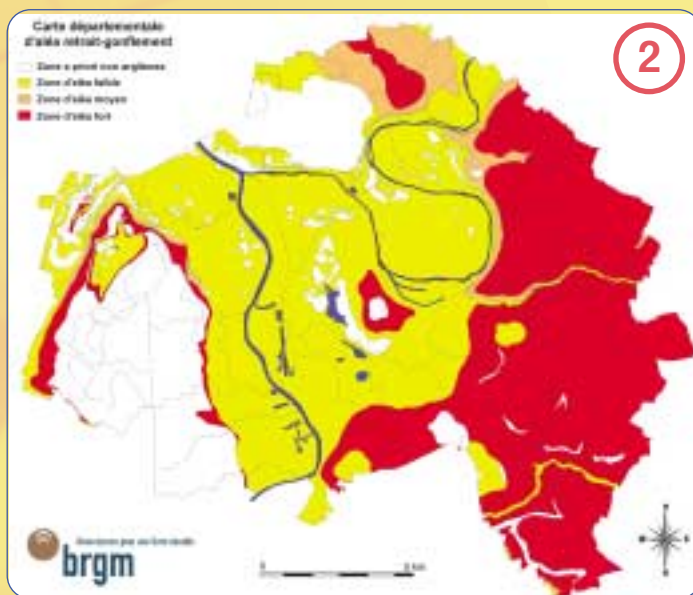 Carte départementale
d'aléa retrait-gonflement
2
Zone a priori non argileuse
Zone d'aléa faible
Zone d'aléa moyen
Zone d'aléa fort
brgm